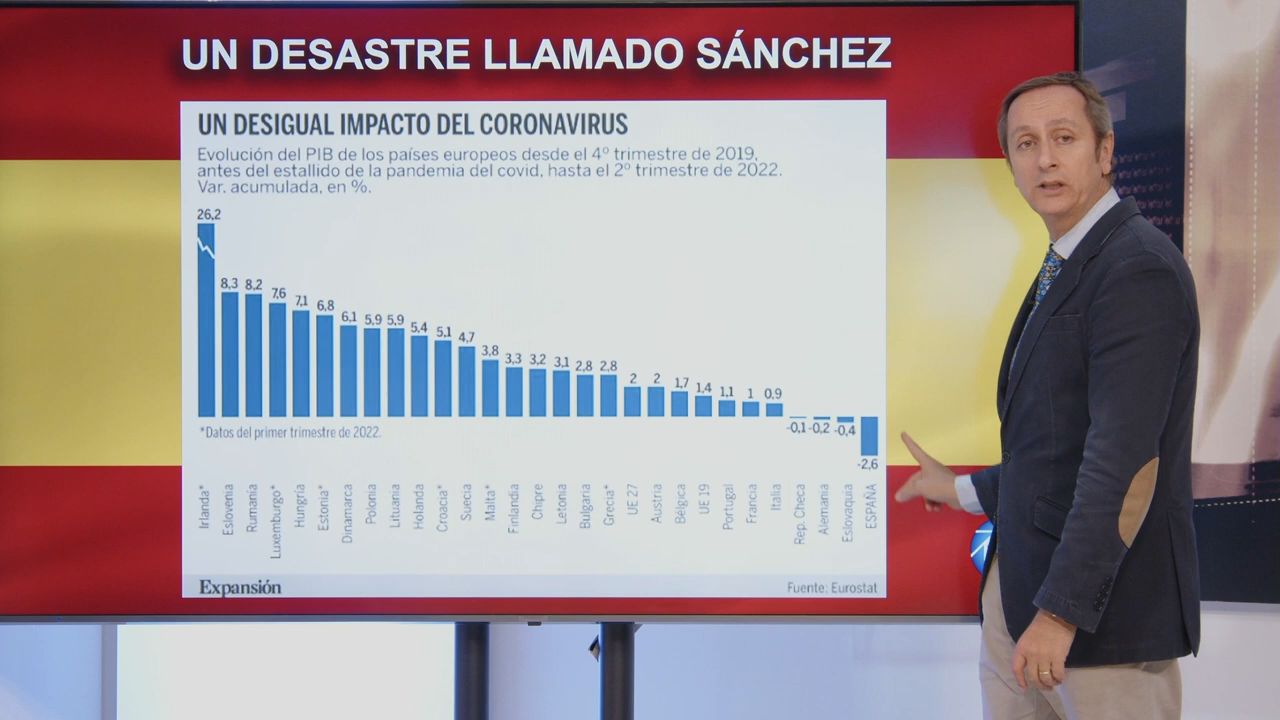 UN DESASTRE LLAMADO SÁNCHEZ
UN DESIGUAL IMPACTO DEL CORONAVIRUS
Evolución del PIB de los países europeos desde el 4º trimestre de 2019,
antes del estallido de la pandemia del covid, hasta el 2º trimestre de 2022.
Var. acumulada, en %.
26,2
8,3
8,2
7,6
7,1
6,8
6,1
5,9
5,9
5,4
5,1
4,7
3,8
3,3
3,2
3,1
2,8
2,8
2
2
1,7
1,4
1,1
1
0,9
-0,1
-0,2
-0,4
-2,6
*Datos del primer trimestre de 2022.
Irlanda*
Eslovenia
Rumanía
Luxemburgo*
Hungría
Estonia*
Dinamarca
Polonia
Lituania
Holanda
Croacia*
Suecia
Malta*
Finlandia
Chipre
Letonia
Bulgaria
Grecia*
UE 27
Austria
Bélgica
UE 19
Portugal
Francia
Italia
Rep. Checa
Alemania
Eslovaquia
ESPAÑA
Expansión
Fuente: Eurostat